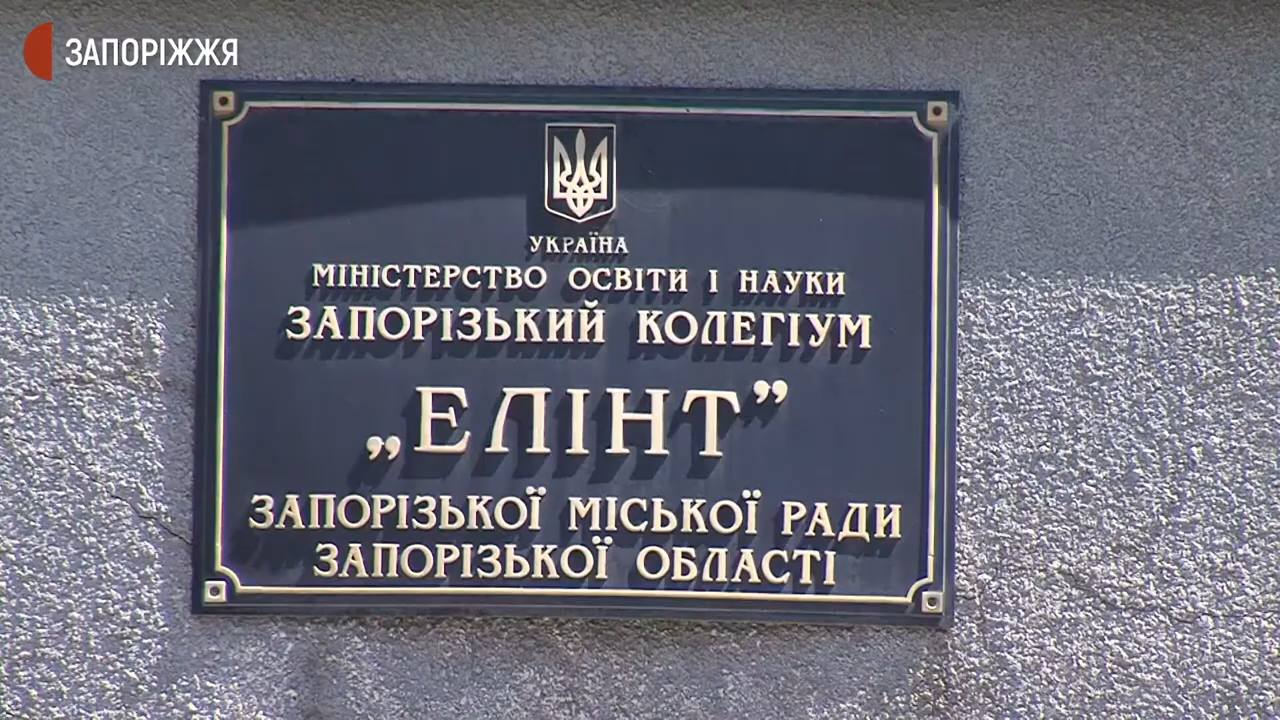 ЗАПОРІЖЖЯ
УКРАЇНА
МІНІСТЕРСТВО ОСВІТИ І НАУКИ
ЗАПОРІЗЬКИЙ КОЛЕГІУМ
„ЕЛІНТ”
ЗАПОРІЗЬКОЇ МІСЬКОЇ РАДИ
ЗАПОРІЗЬКОЇ ОБЛАСТІ